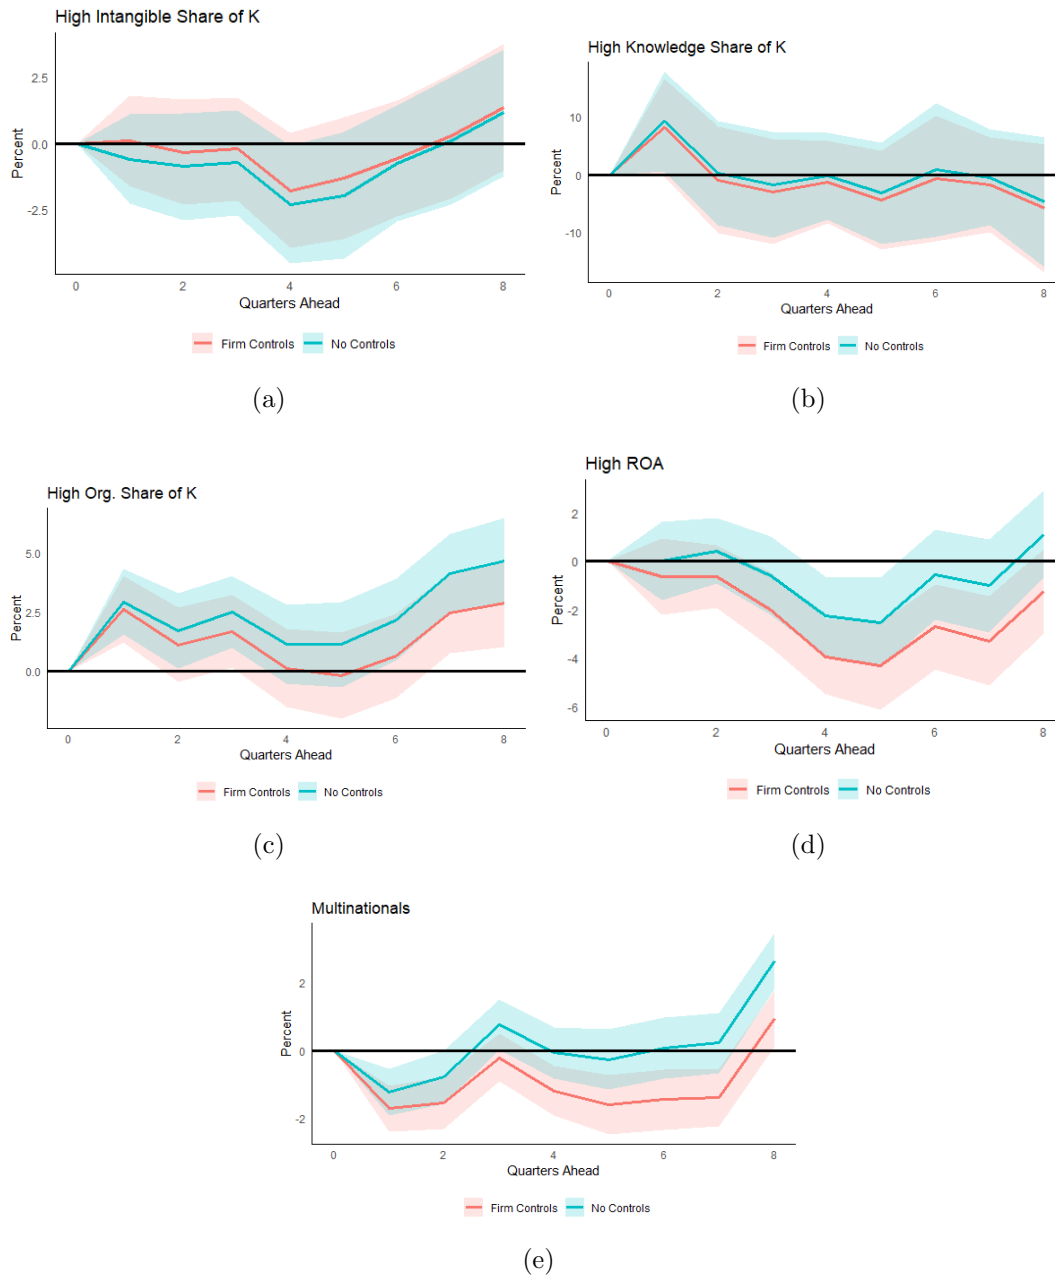 High Intangible Share of K
Percent
2.5
0.0
-2.5
0 2 4 6 8
Quarters Ahead
Firm Controls No Controls
(a)
High Knowledge Share of K
Percent
10
0
-10
0 2 4 6 8
Quarters Ahead
Firm Controls No Controls
(b)
High Org. Share of K
Percent
5.0
2.5
0.0
0 2 4 6 8
Quarters Ahead
Firm Controls No Controls
(c)
High ROA
Percent
2
0
-2
-4
-6
0 2 4 6 8
Quarters Ahead
Firm Controls No Controls
(d)
Multinationals
Percent
2
0
-2
0 2 4 6 8
Quarters Ahead
Firm Controls No Controls
(e)